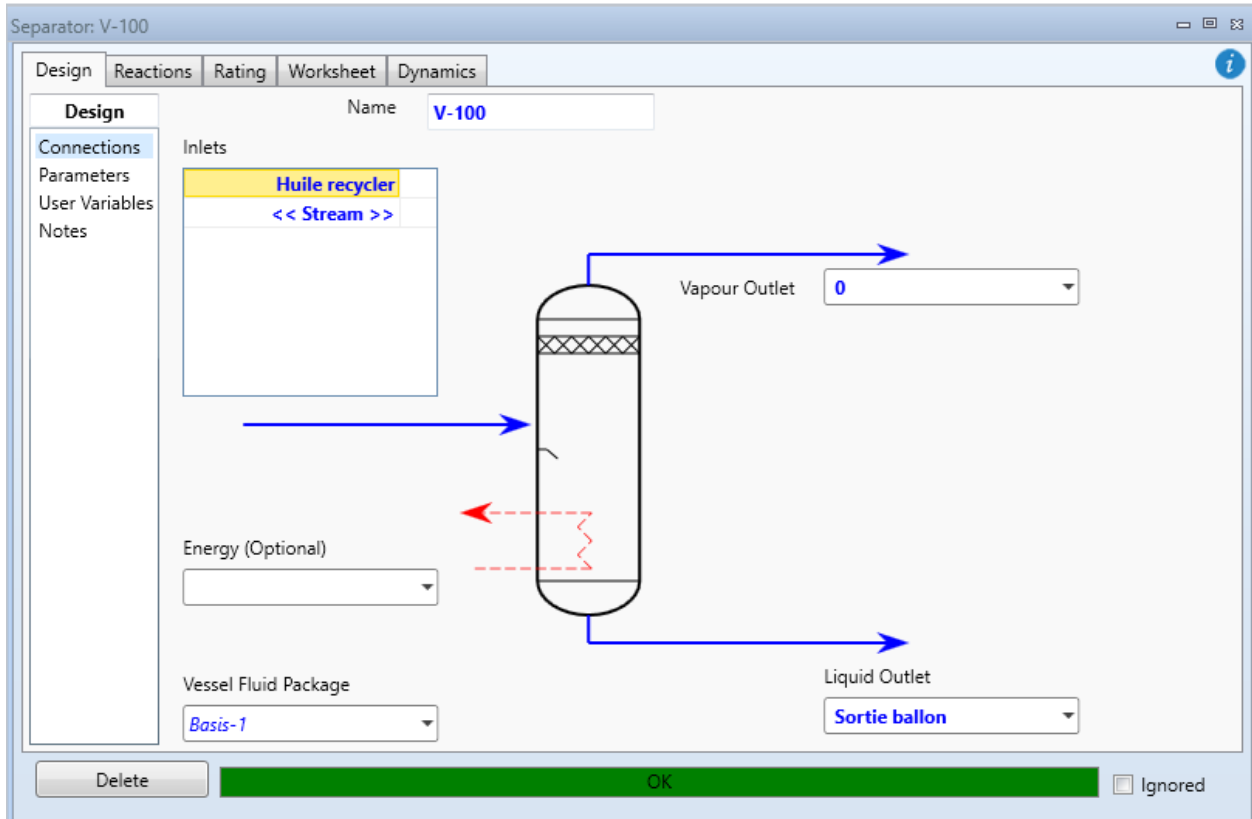 Separator: V-100
Design Reactions Rating Worksheet Dynamics
i
Design
Connections
Parameters
User Variables
Notes
Name V-100
Inlets
Huile recycler
<< Stream >>
Vapour Outlet 0
Energy (Optional)
Vessel Fluid Package
Basis-1
Liquid Outlet
Sortie ballon
Delete OK Ignored